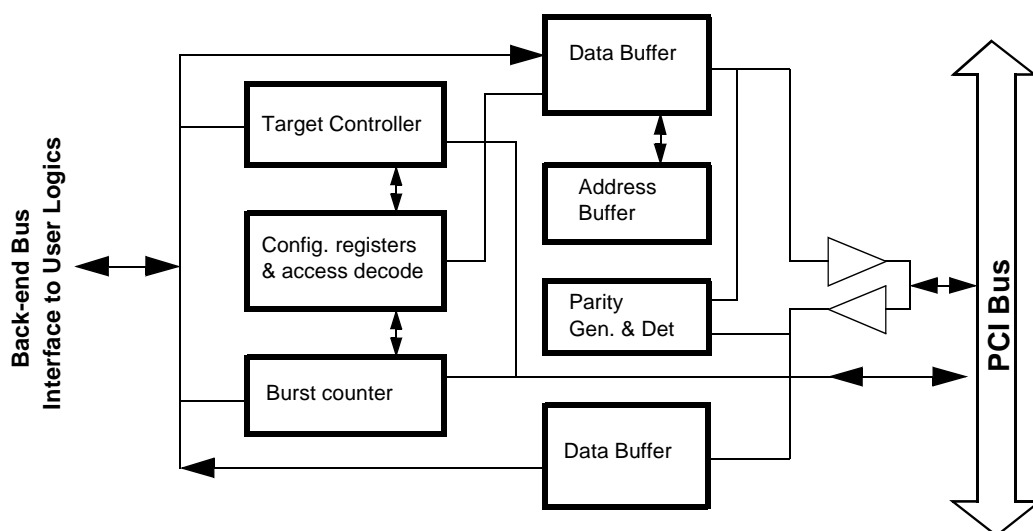 Back-end Bus
Interface to User Logics
Target Controller
Config. registers
& access decode
Burst counter
Data Buffer
Address
Buffer
Parity
Gen. & Det
Data Buffer
PCI Bus